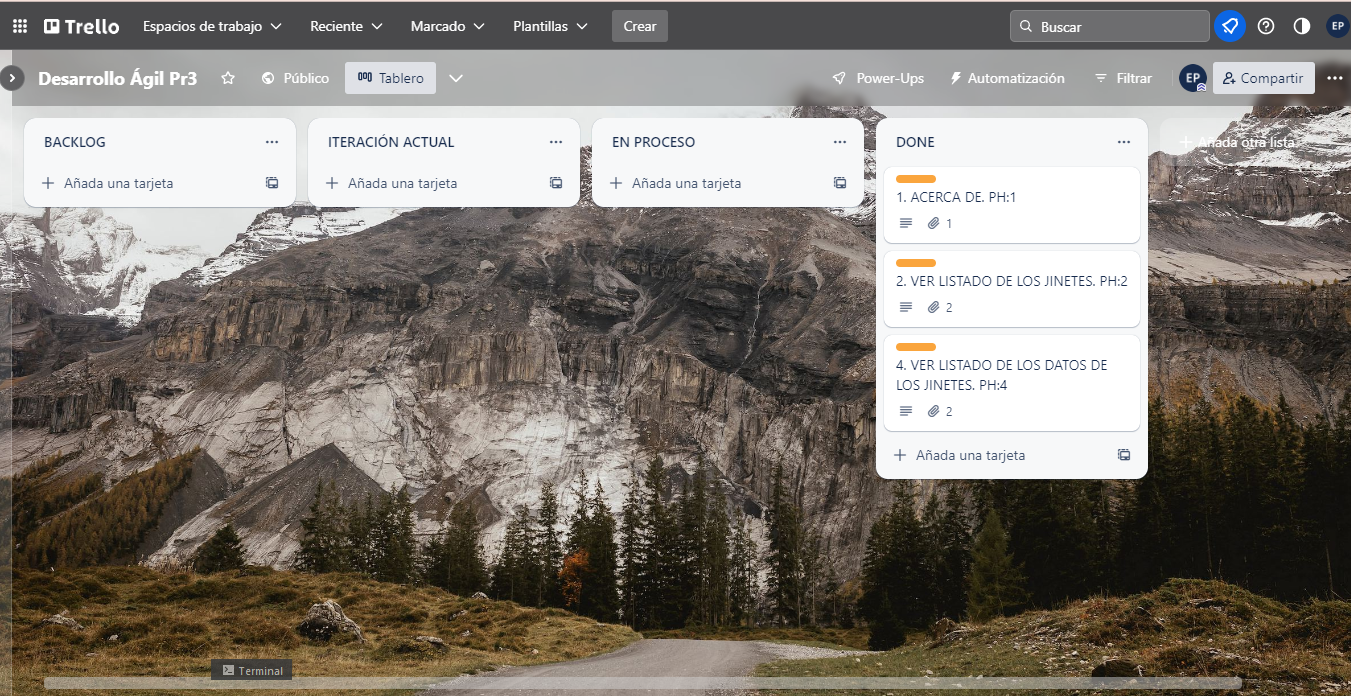 Trello Espacios de trabajo Reciente Marcado Plantillas Crear Buscar EP
Desarrollo Ágil Pr3 Público Tablero Power-Ups Automatización Filtrar EP Compartir
BACKLOG
Añada una tarjeta
ITERACIÓN ACTUAL
Añada una tarjeta
EN PROCESO
Añada una tarjeta
DONE
1. ACERCA DE. PH:1
1
2. VER LISTADO DE LOS JINETES. PH:2
2
4. VER LISTADO DE LOS DATOS DE
LOS JINETES. PH:4
2
Añada una tarjeta
Añada otra lista
Terminal